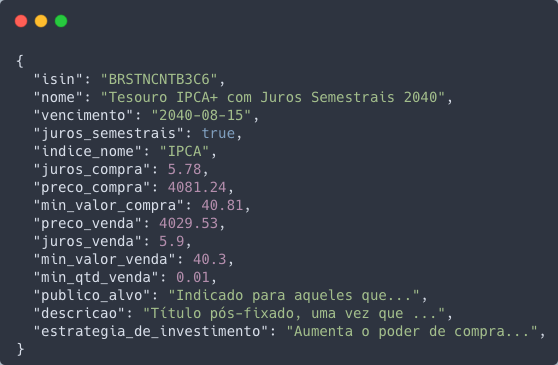 {
"isin": "BRSTNCNTB3C6",
"nome": "Tesouro IPCA+ com Juros Semestrais 2040",
"vencimento": "2040-08-15",
"juros_semestrais": true,
"indice_nome": "IPCA",
"juros_compra": 5.78,
"preco_compra": 4081.24,
"min_valor_compra": 40.81,
"preco_venda": 4029.53,
"juros_venda": 5.9,
"min_valor_venda": 40.3,
"min_qtd_venda": 0.01,
"publico_alvo": "Indicado para aqueles que...",
"descricao": "Título pós-fixado, uma vez que ...",
"estrategia_de_investimento": "Aumenta o poder de compra...",
}